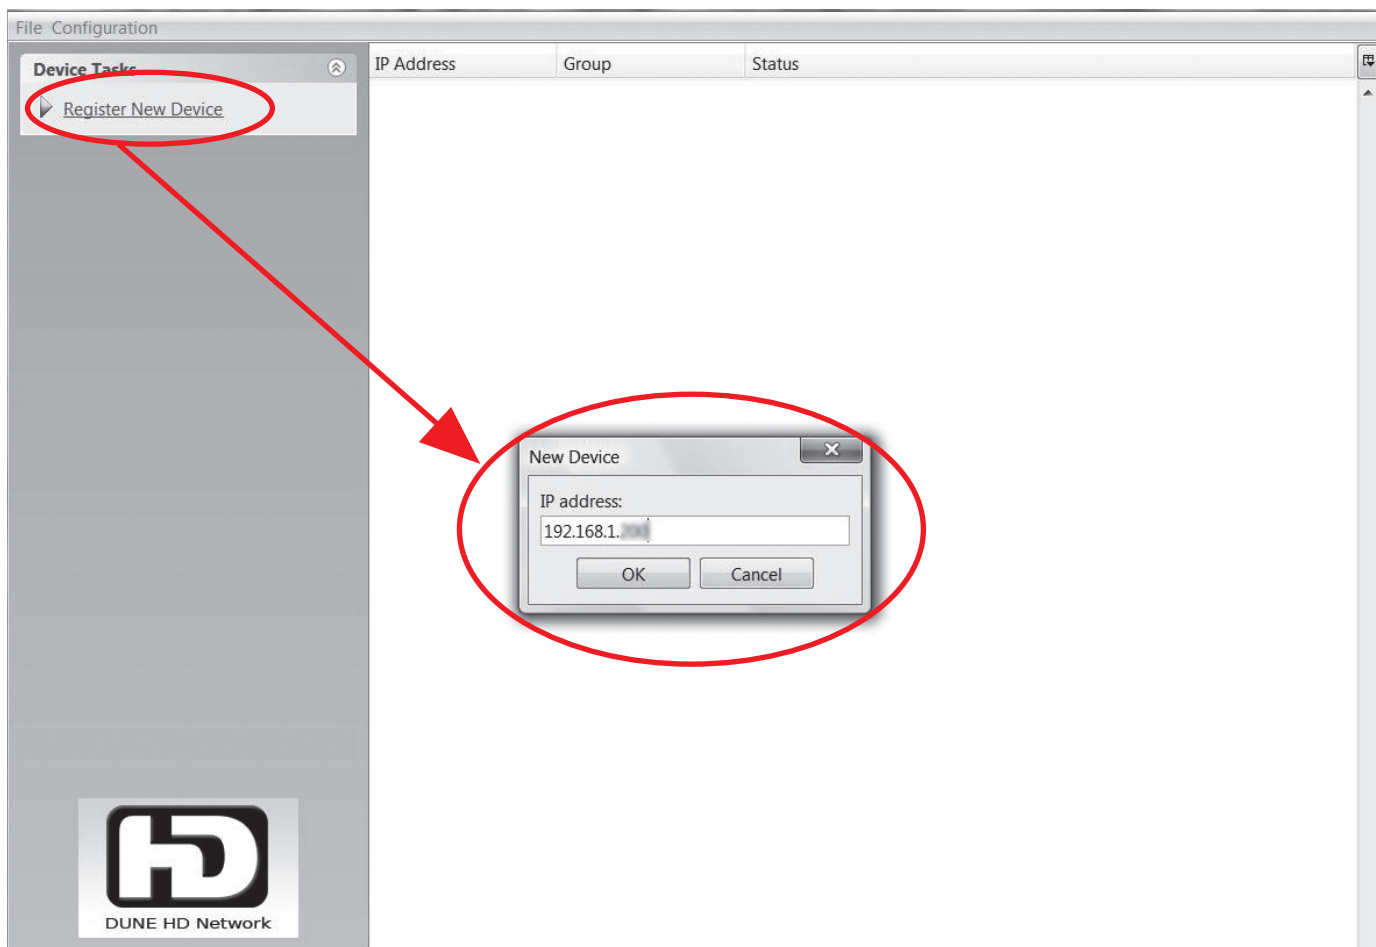 File Configuration
Device Tasks
Register New Device
IP Address Group Status
New Device
IP address:
192.168.1.
OK Cancel
HD
DUNE HD Network